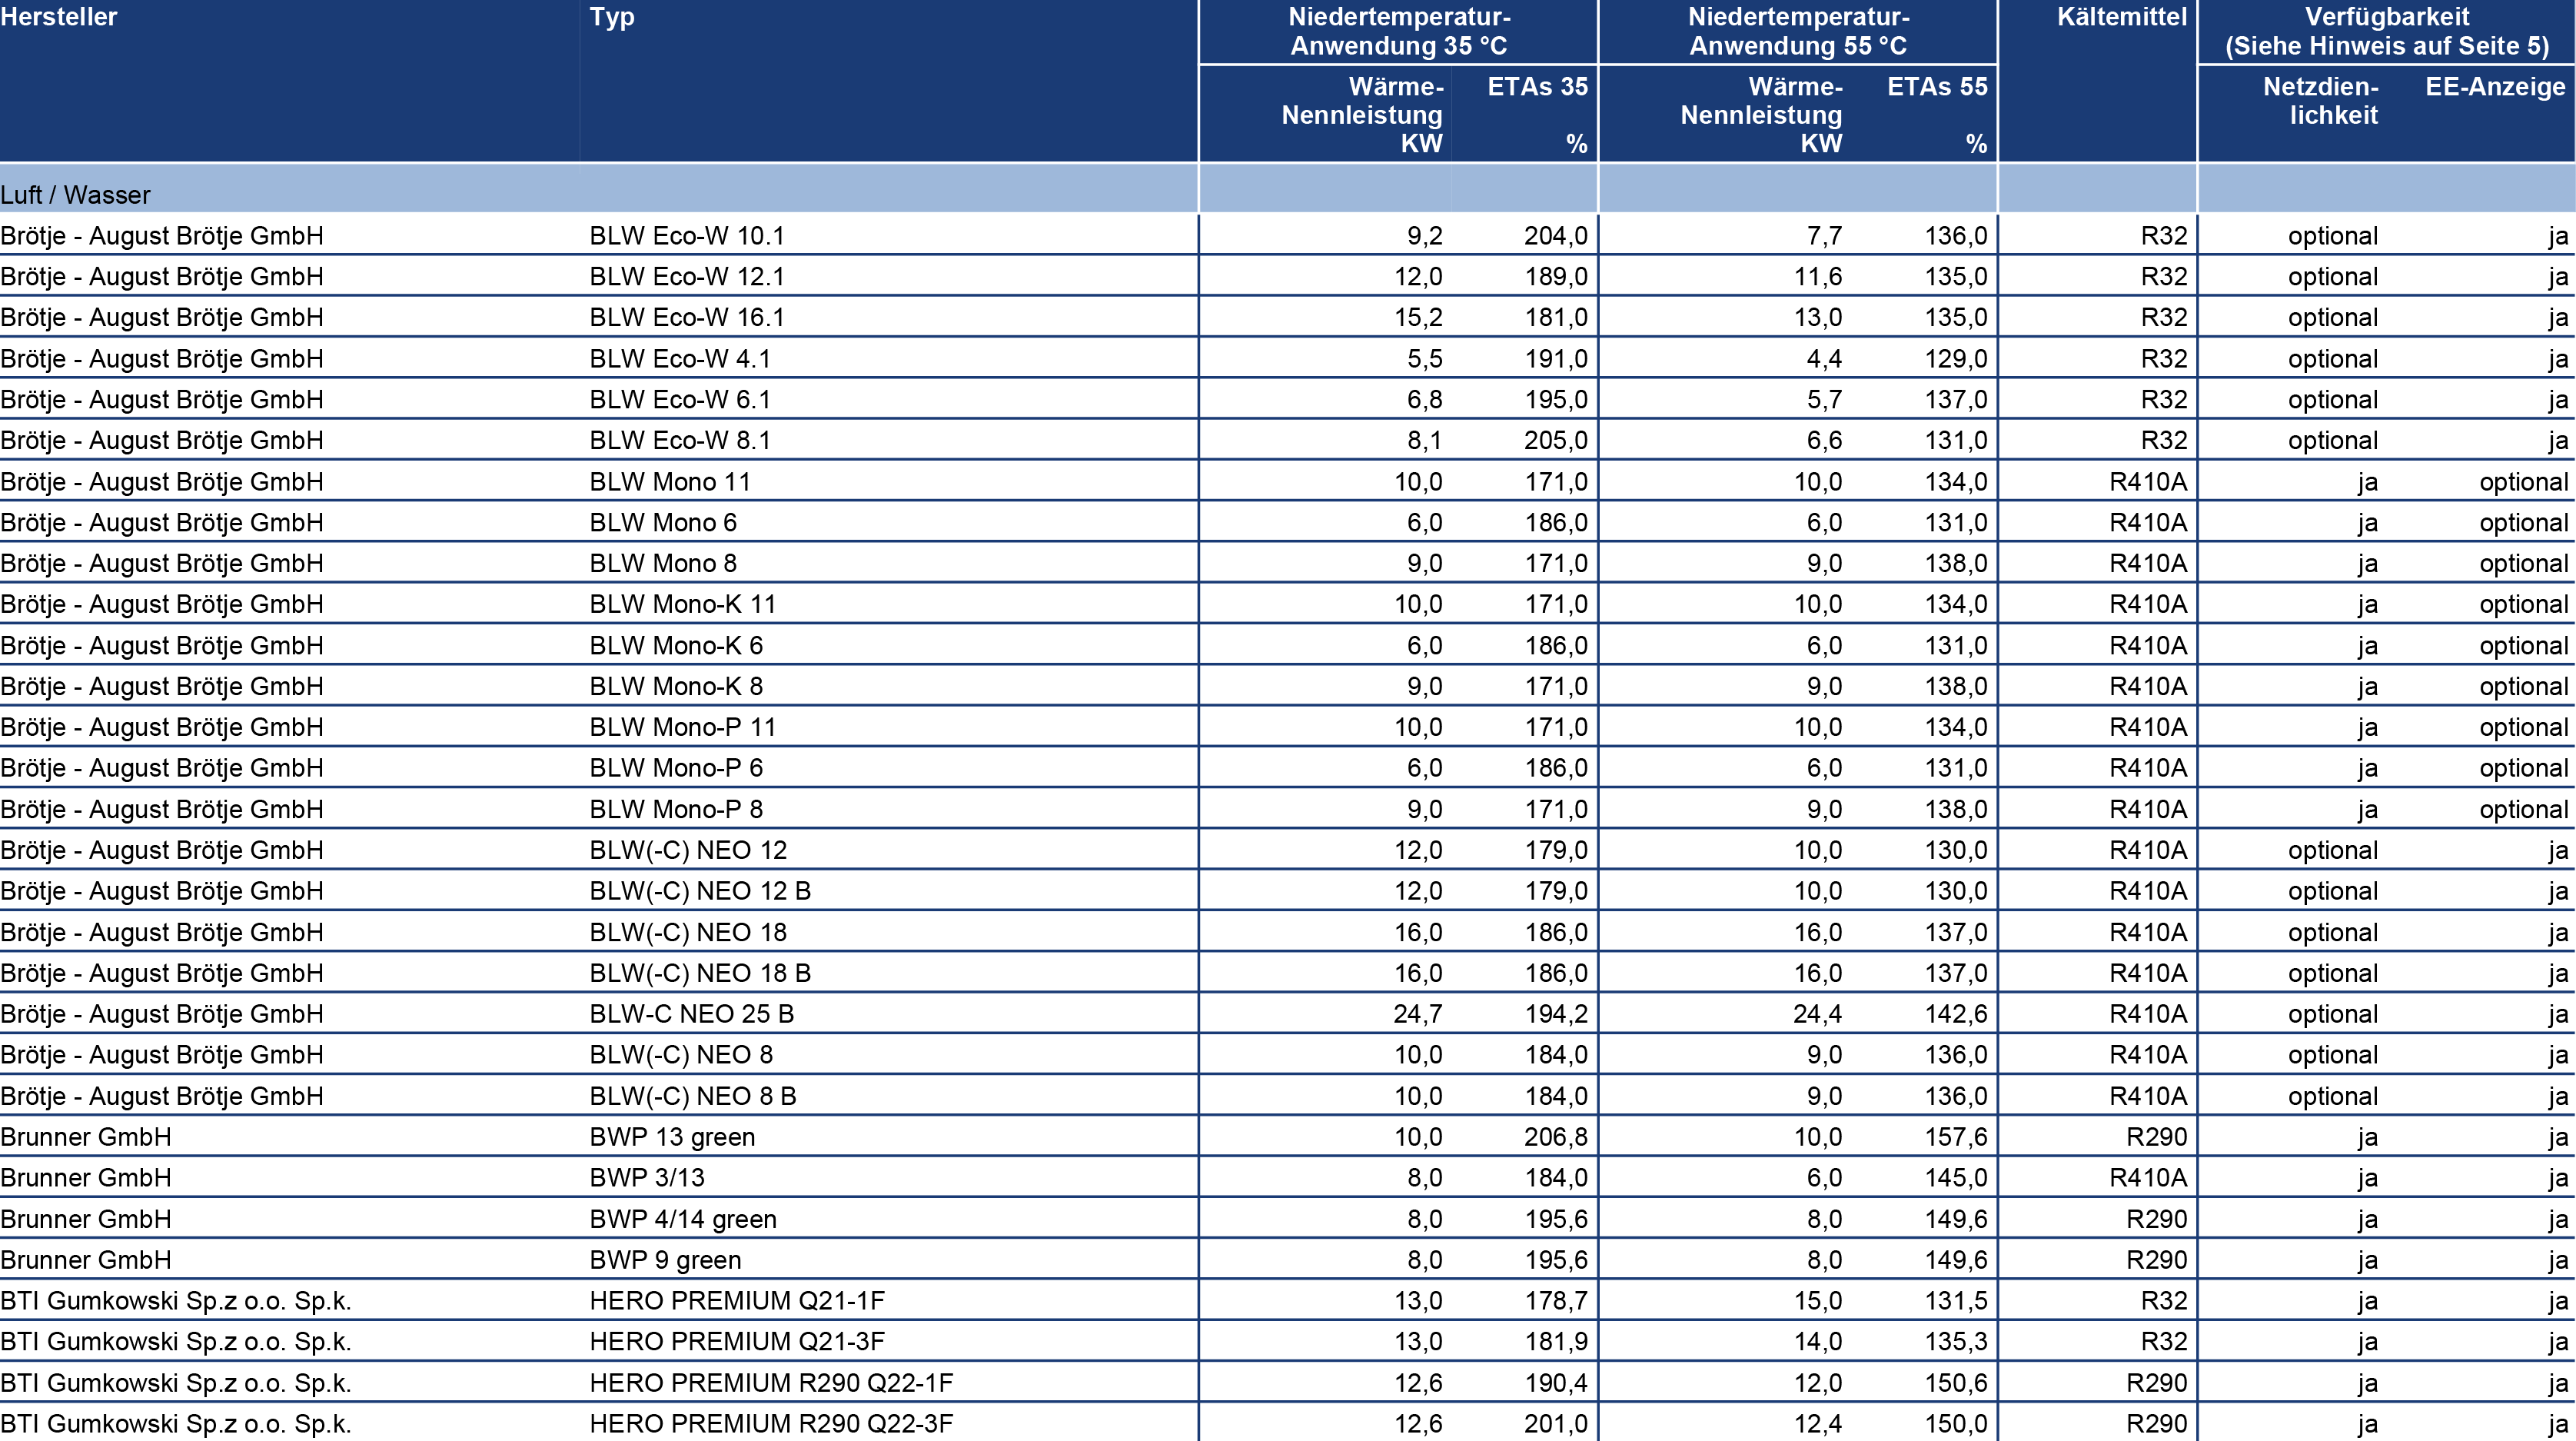 Hersteller Typ Niedertemperatur- Niedertemperatur- Kältemittel Verfügbarkeit
Anwendung 35 °C Anwendung 55 °C (Siehe Hinweis auf Seite 5)
Wärme- ETAs 35 Wärme- ETAs 55 Netzdien- EE-Anzeige
Nennleistung Nennleistung lichkeit
KW % KW %
Luft / Wasser
Brötje - August Brötje GmbH BLW Eco-W 10.1 9,2 204,0 7,7 136,0 R32 optional ja
Brötje - August Brötje GmbH BLW Eco-W 12.1 12,0 189,0 11,6 135,0 R32 optional ja
Brötje - August Brötje GmbH BLW Eco-W 16.1 15,2 181,0 13,0 135,0 R32 optional ja
Brötje - August Brötje GmbH BLW Eco-W 4.1 5,5 191,0 4,4 129,0 R32 optional ja
Brötje - August Brötje GmbH BLW Eco-W 6.1 6,8 195,0 5,7 137,0 R32 optional ja
Brötje - August Brötje GmbH BLW Eco-W 8.1 8,1 205,0 6,6 131,0 R32 optional ja
Brötje - August Brötje GmbH BLW Mono 11 10,0 171,0 10,0 134,0 R410A ja optional
Brötje - August Brötje GmbH BLW Mono 6 6,0 186,0 6,0 131,0 R410A ja optional
Brötje - August Brötje GmbH BLW Mono 8 9,0 171,0 9,0 138,0 R410A ja optional
Brötje - August Brötje GmbH BLW Mono-K 11 10,0 171,0 10,0 134,0 R410A ja optional
Brötje - August Brötje GmbH BLW Mono-K 6 6,0 186,0 6,0 131,0 R410A ja optional
Brötje - August Brötje GmbH BLW Mono-K 8 9,0 171,0 9,0 138,0 R410A ja optional
Brötje - August Brötje GmbH BLW Mono-P 11 10,0 171,0 10,0 134,0 R410A ja optional
Brötje - August Brötje GmbH BLW Mono-P 6 6,0 186,0 6,0 131,0 R410A ja optional
Brötje - August Brötje GmbH BLW Mono-P 8 9,0 171,0 9,0 138,0 R410A ja optional
Brötje - August Brötje GmbH BLW(-C) NEO 12 12,0 179,0 10,0 130,0 R410A optional ja
Brötje - August Brötje GmbH BLW(-C) NEO 12 B 12,0 179,0 10,0 130,0 R410A optional ja
Brötje - August Brötje GmbH BLW(-C) NEO 18 16,0 186,0 16,0 137,0 R410A optional ja
Brötje - August Brötje GmbH BLW(-C) NEO 18 B 16,0 186,0 16,0 137,0 R410A optional ja
Brötje - August Brötje GmbH BLW-C NEO 25 B 24,7 194,2 24,4 142,6 R410A optional ja
Brötje - August Brötje GmbH BLW(-C) NEO 8 10,0 184,0 9,0 136,0 R410A optional ja
Brötje - August Brötje GmbH BLW(-C) NEO 8 B 10,0 184,0 9,0 136,0 R410A optional ja
Brunner GmbH BWP 13 green 10,0 206,8 10,0 157,6 R290 ja ja
Brunner GmbH BWP 3/13 8,0 184,0 6,0 145,0 R410A ja ja
Brunner GmbH BWP 4/14 green 8,0 195,6 8,0 149,6 R290 ja ja
Brunner GmbH BWP 9 green 8,0 195,6 8,0 149,6 R290 ja ja
BTI Gumkowski Sp.z o.o. Sp.k. HERO PREMIUM Q21-1F 13,0 178,7 15,0 131,5 R32 ja ja
BTI Gumkowski Sp.z o.o. Sp.k. HERO PREMIUM Q21-3F 13,0 181,9 14,0 135,3 R32 ja ja
BTI Gumkowski Sp.z o.o. Sp.k. HERO PREMIUM R290 Q22-1F 12,6 190,4 12,0 150,6 R290 ja ja
BTI Gumkowski Sp.z o.o. Sp.k. HERO PREMIUM R290 Q22-3F 12,6 201,0 12,4 150,0 R290 ja ja